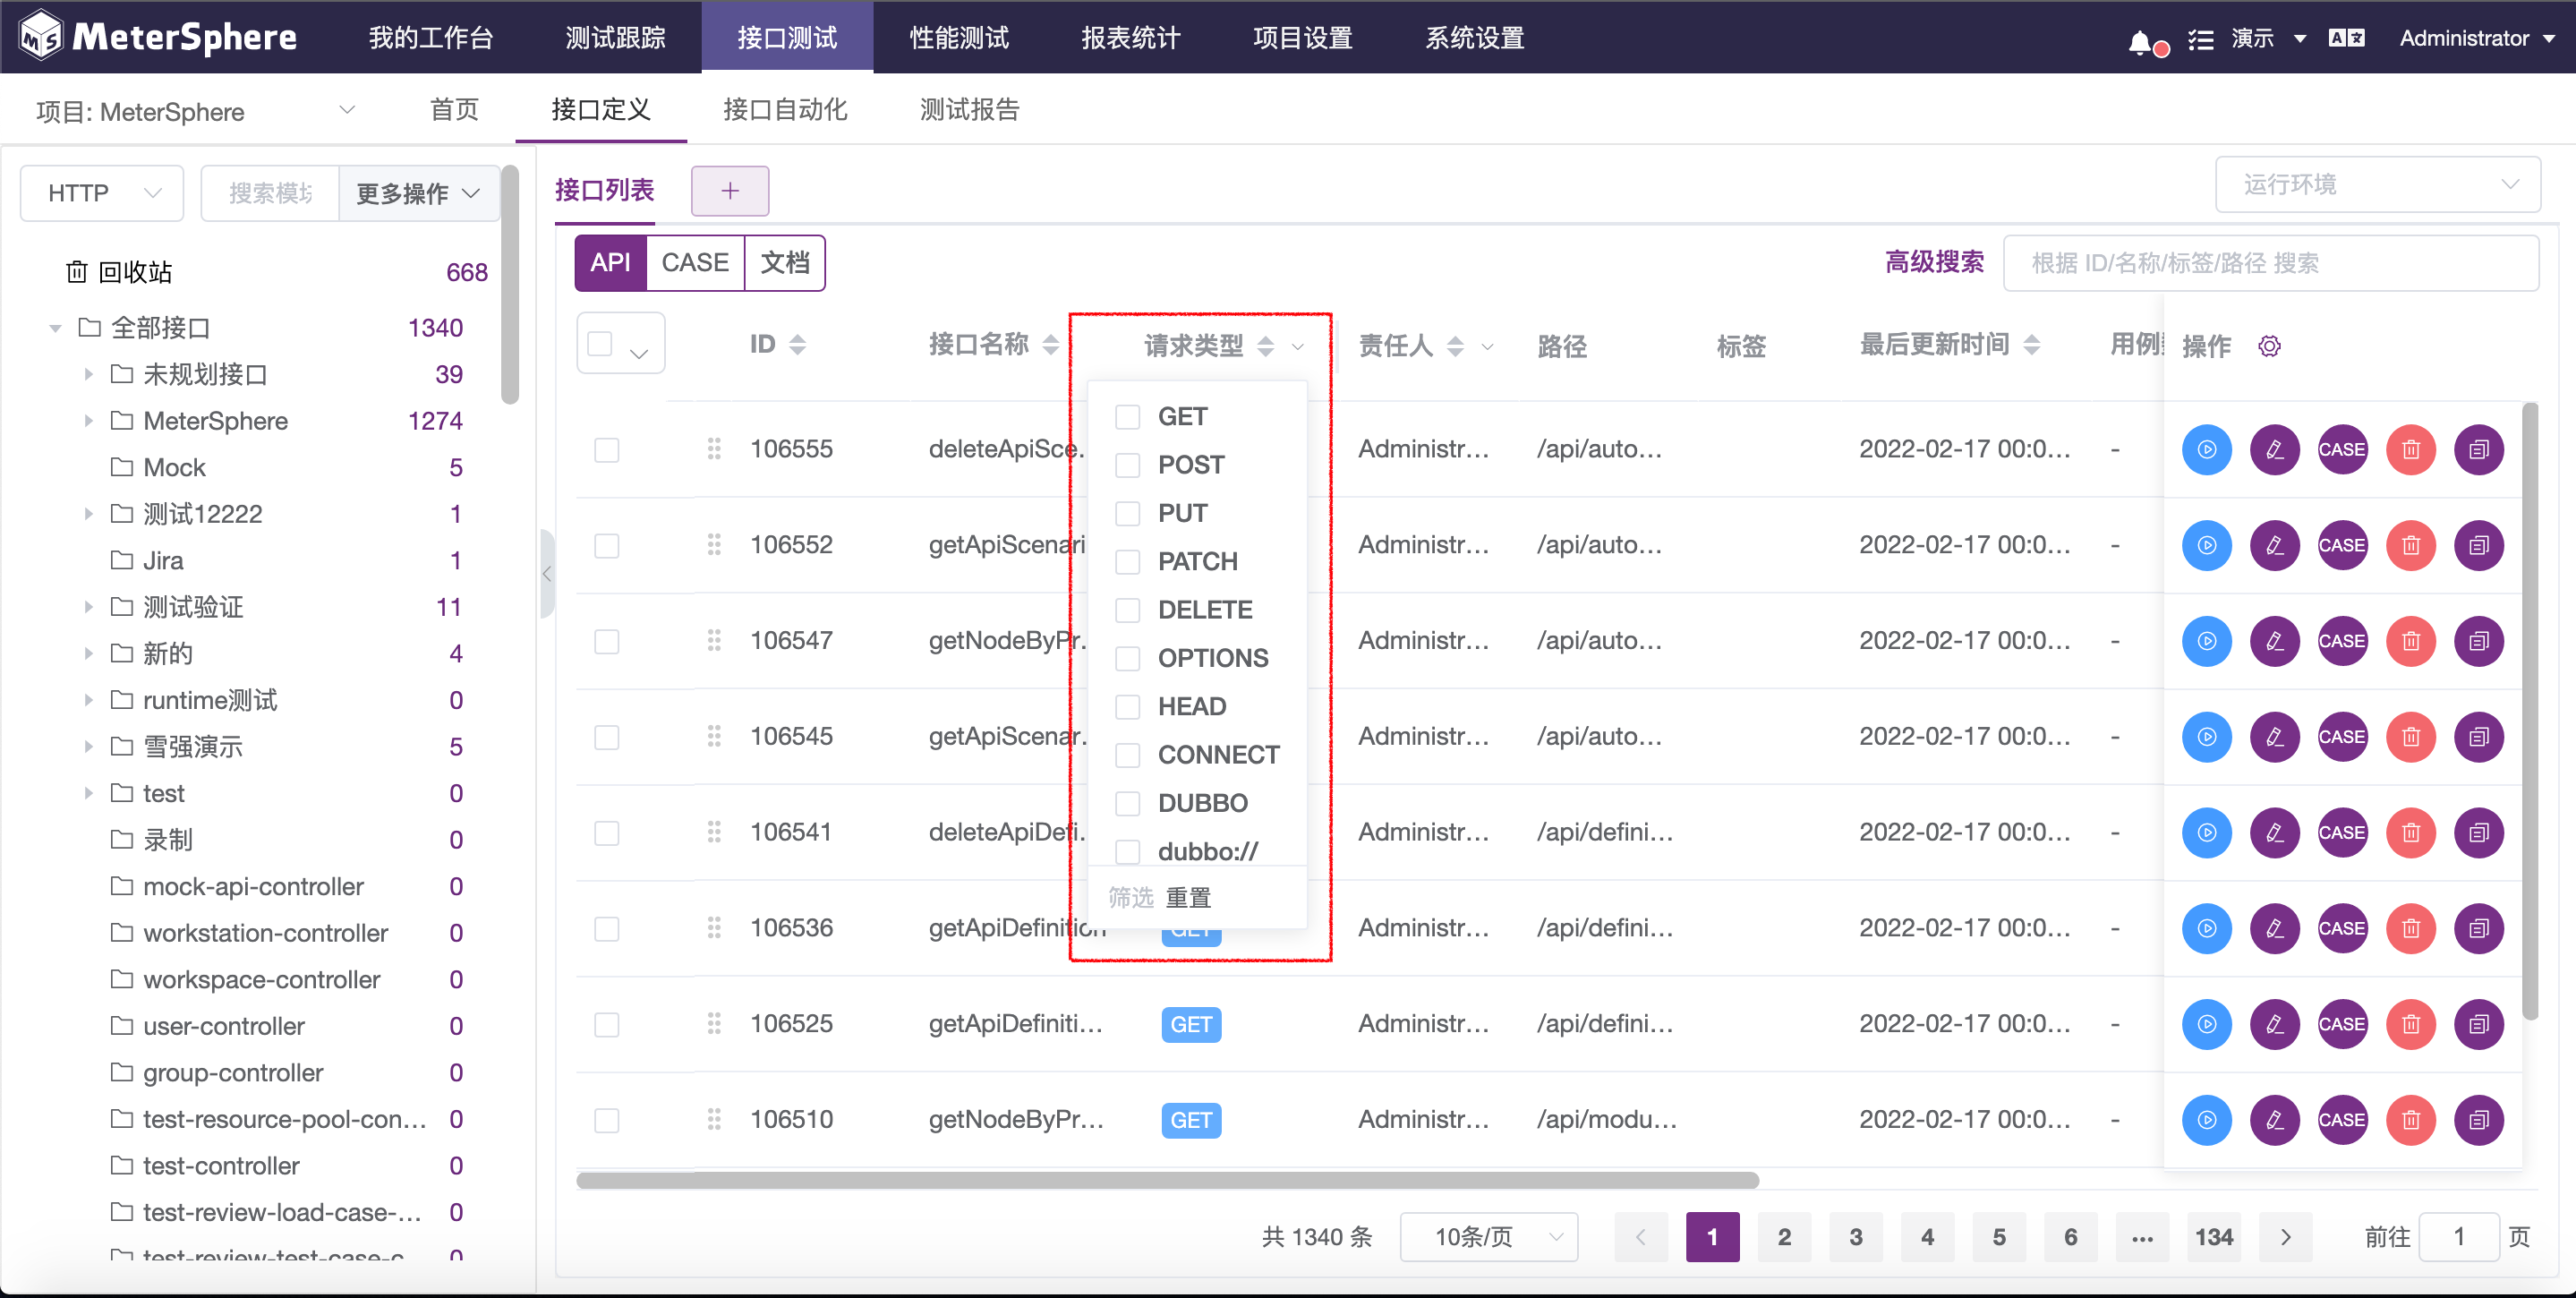 MeterSphere 我的工作台 测试跟踪 接口测试 性能测试 报表统计 项目设置 系统设置 演示 Administrator
项目: MeterSphere 首页 接口定义 接口自动化 测试报告
HTTP 搜索模块 更多操作
接口列表 + 运行环境
API CASE 文档 高级搜索 根据 ID/名称/标签/路径 搜索
回收站 668
全部接口 1340
未规划接口 39
MeterSphere 1274
Mock 5
测试12222 1
Jira 1
测试验证 11
新的 4
runtime测试 0
雪强演示 5
test 0
录制 0
mock-api-controller 0
workstation-controller 0
workspace-controller 0
user-controller 0
group-controller 0
test-resource-pool-con... 0
test-controller 0
test-review-load-case-... 0
test-review-test-case-c 0
ID 接口名称 请求类型 责任人 路径 标签 最后更新时间 用例 操作
106555 deleteApiSce. Administr... /api/auto... 2022-02-17 00:0... - CASE
106552 getApiScenari Administr... /api/auto... 2022-02-17 00:0... - CASE
106547 getNodeByPr. Administr... /api/auto... 2022-02-17 00:0... - CASE
106545 getApiScenar. Administr... /api/auto... 2022-02-17 00:0... - CASE
106541 deleteApiDefi. Administr... /api/defini... 2022-02-17 00:0... - CASE
106536 getApiDefinition GET Administr... /api/defini... 2022-02-17 00:0... - CASE
106525 getApiDefiniti... GET Administr... /api/defini... 2022-02-17 00:0... - CASE
106510 getNodeByPr... GET Administr... /api/modu... 2022-02-17 00:0... - CASE
GET
POST
PUT
PATCH
DELETE
OPTIONS
HEAD
CONNECT
DUBBO
dubbo://
筛选 重置
共 1340 条 10条/页 1 2 3 4 5 6 ... 134 前往 1 页